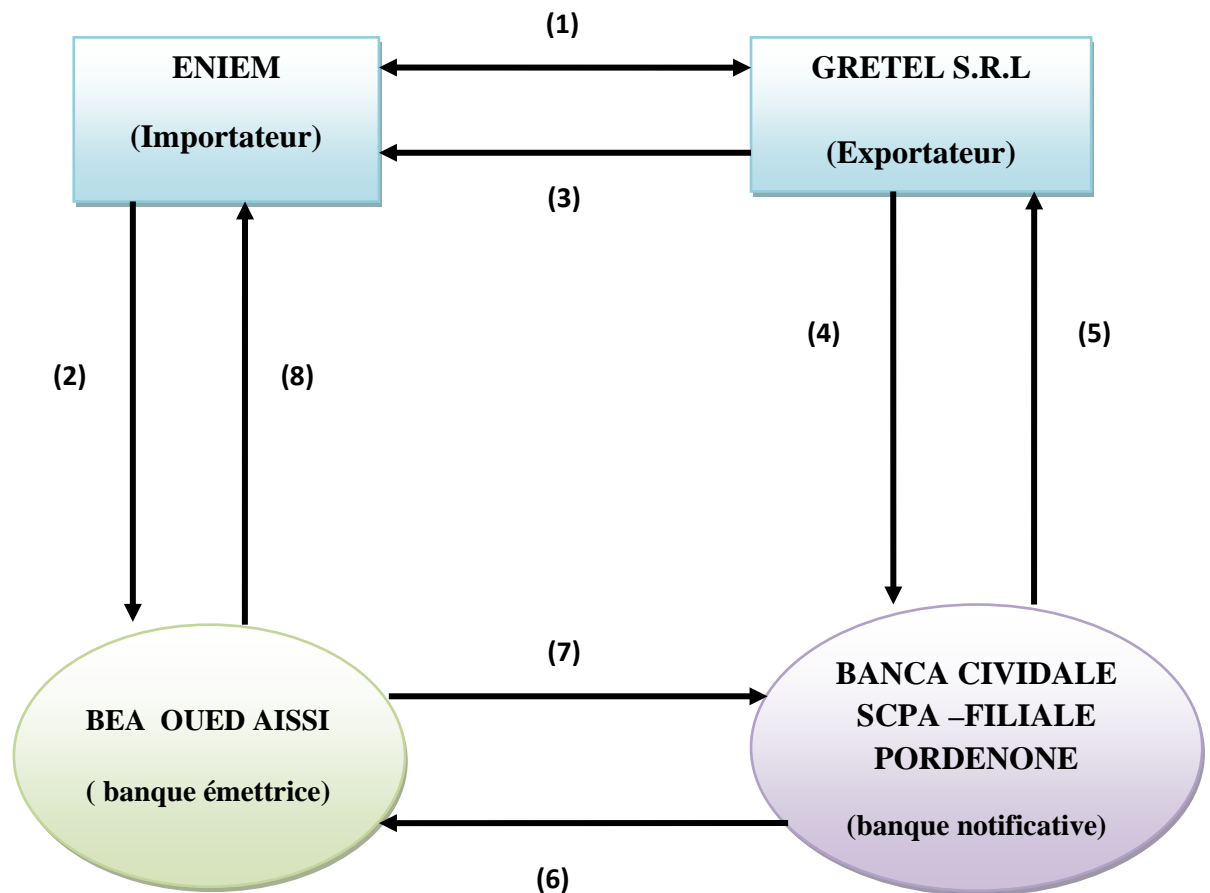 (1)
ENIEM
(Importateur)
GRETEL S.R.L
(Exportateur)
(3)
(2)
(8)
(4)
(5)
(7)
BEA OUED AISSI
( banque émettrice)
BANCA CIVIDALE
SCPA –FILIALE
PORDENONE
(banque notificative)
(6)